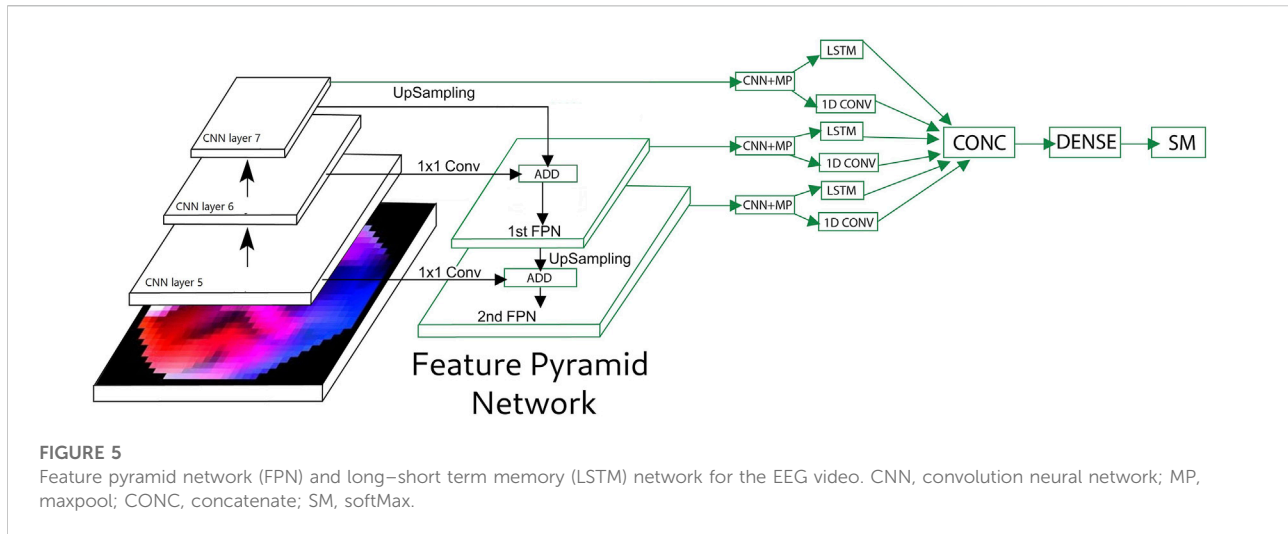 CNN layer 7
UpSampling
CNN layer 6
1x1 Conv
ADD
1st FPN
CNN layer 5
1x1 Conv
UpSampling
ADD
2nd FPN
Feature Pyramid
Network
CNN+MP
LSTM
1D CONV
CNN+MP
LSTM
1D CONV
CNN+MP
LSTM
1D CONV
CONC
DENSE
SM
FIGURE 5
Feature pyramid network (FPN) and long–short term memory (LSTM) network for the EEG video. CNN, convolution neural network; MP,
maxpool; CONC, concatenate; SM, softMax.